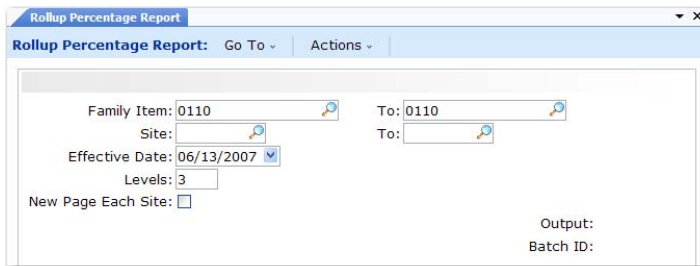 Rollup Percentage Report
Rollup Percentage Report: Go To Actions
Family Item: 0110 To: 0110
Site: To:
Effective Date: 06/13/2007
Levels: 3
New Page Each Site:
Output:
Batch ID: